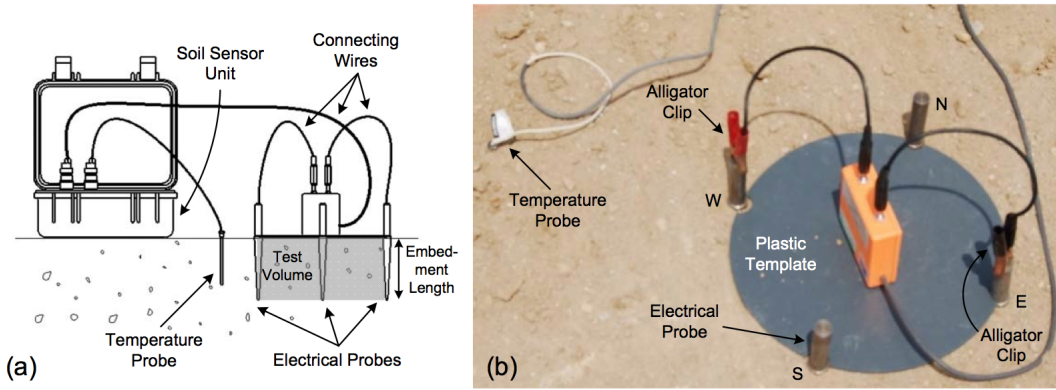 Soil Sensor
Unit
Connecting
Wires
Test
Volume
Embed-
ment
Length
Temperature
Probe
Electrical Probes
(a)
Alligator
Clip
N
Temperature
Probe
W
Plastic
Template
E
Electrical
Probe
Alligator
Clip
S
(b)